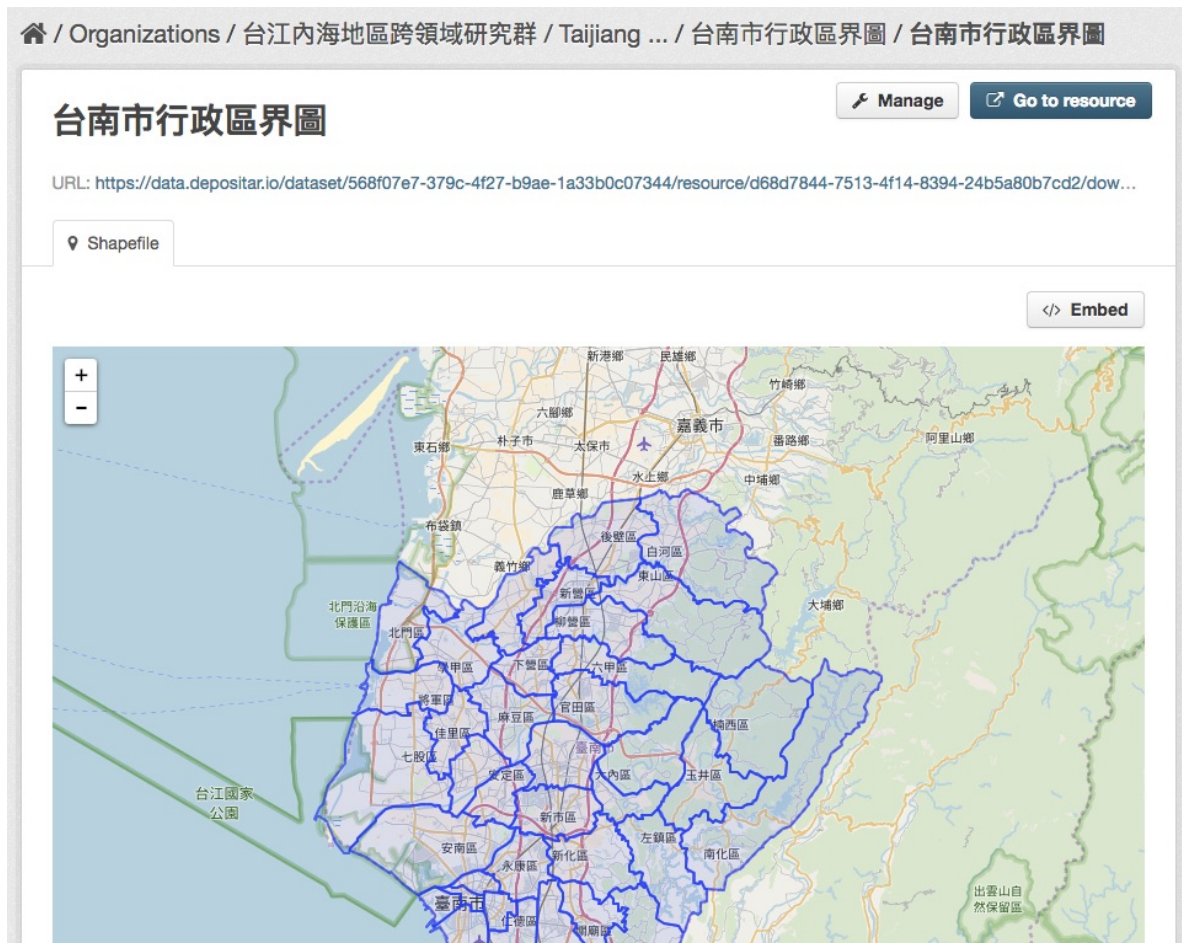 / Organizations / 台江內海地區跨領域研究群 / Taijiang ... / 台南市行政區界圖 / 台南市行政區界圖
Manage
Go to resource
台南市行政區界圖
URL: https://data.depositar.io/dataset/568f07e7-379c-4f27-b9ae-1a33b0c07344/resource/d68d7844-7513-4f14-8394-24b5a80b7cd2/dow…
Shapefile
</> Embed
+
-
新港鄉
民雄鄉
竹崎鄉
六腳鄉
嘉義市
東石鄉
朴子市
太保市
番路鄉
阿里山鄉
水上鄉
中埔鄉
鹿草鄉
布袋鎮
後壁區
白河區
義竹鄉
東山區
新營區
大埔鄉
北門沿海
保護區
柳營區
北門區
學甲區
下營區
六甲區
將軍區
官田區
麻豆區
楠西區
佳里區
臺南市
七股區
安定區
大內區
玉井區
台江國家
公園
新市區
左鎮區
安南區
新化區
南化區
永康區
出雲山自
然保留區
臺南市
仁德區
關廟區